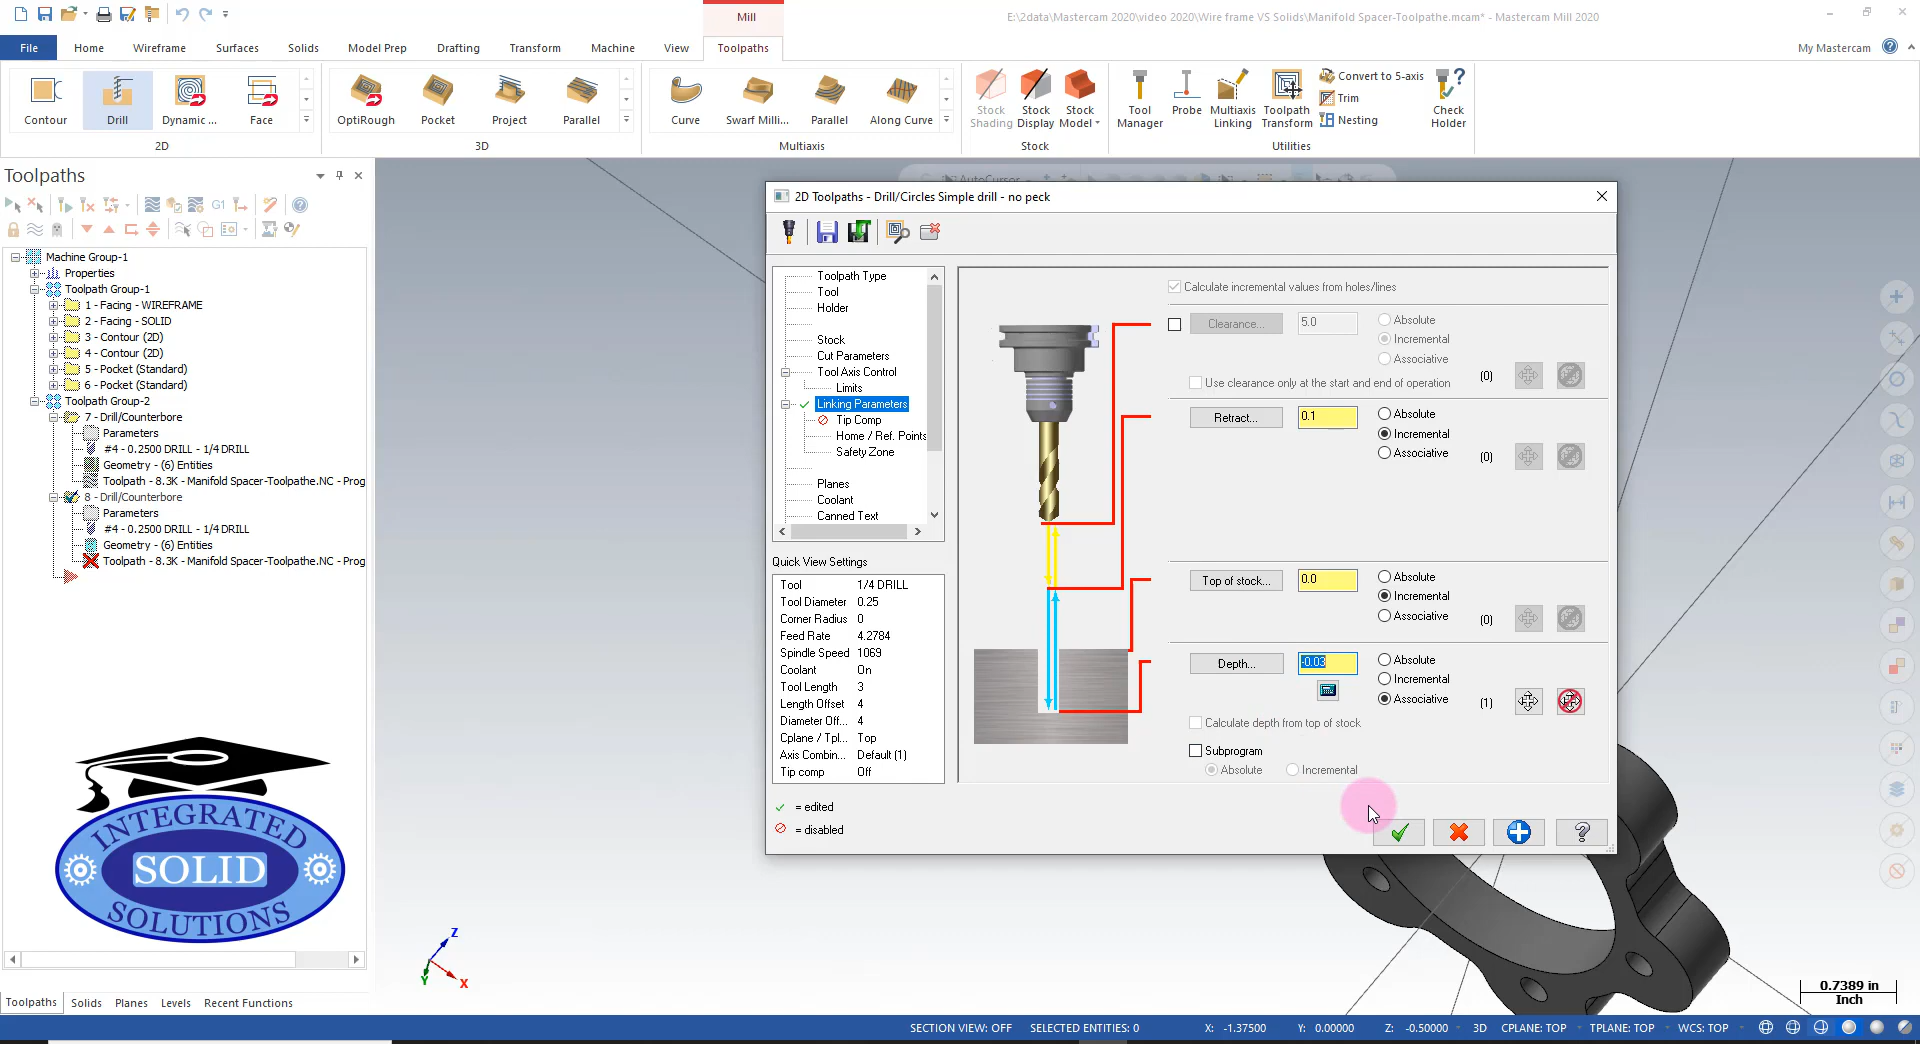 Mill
E:\2data\Mastercam 2020\video 2020\Wire frame VS Solids\Manifold Spacer-Toolpathe.mcam* - Mastercam Mill 2020
File
Home
Wireframe
Surfaces
Solids
Model Prep
Drafting
Transform
Machine
View
Toolpaths
My Mastercam
Contour
Drill
Dynamic ...
Face
OptiRough
Pocket
Project
Parallel
Curve
Swarf Milli...
Parallel
Along Curve
Stock Shading
Stock Display
Stock Model
Tool Manager
Probe
Multiaxis Linking
Toolpath Transform
Convert to 5-axis
Trim
Nesting
Check Holder
2D
3D
Multiaxis
Stock
Utilities
Toolpaths
G1
Machine Group-1
Properties
Toolpath Group-1
1 - Facing - WIREFRAME
2 - Facing - SOLID
3 - Contour (2D)
4 - Contour (2D)
5 - Pocket (Standard)
6 - Pocket (Standard)
Toolpath Group-2
7 - Drill/Counterbore
Parameters
#4 - 0.2500 DRILL - 1/4 DRILL
Geometry - (6) Entities
Toolpath - 8.3K - Manifold Spacer-Toolpathe.NC - Prog
8 - Drill/Counterbore
Parameters
#4 - 0.2500 DRILL - 1/4 DRILL
Geometry - (6) Entities
Toolpath - 8.3K - Manifold Spacer-Toolpathe.NC - Prog
INTEGRATED
SOLID
SOLUTIONS
Toolpaths
Solids
Planes
Levels
Recent Functions
AutoCursor
2D Toolpaths - Drill/Circles Simple drill - no peck
Toolpath Type
Tool
Holder
Stock
Cut Parameters
Tool Axis Control
Limits
Linking Parameters
Tip Comp
Home / Ref. Points
Safety Zone
Planes
Coolant
Canned Text
Quick View Settings
Tool 1/4 DRILL
Tool Diameter 0.25
Corner Radius 0
Feed Rate 4.2784
Spindle Speed 1069
Coolant On
Tool Length 3
Length Offset 4
Diameter Off... 4
Cplane / Tpl... Top
Axis Combin... Default (1)
Tip comp Off
= edited
= disabled
Calculate incremental values from holes/lines
Clearance... 5.0
Absolute
Incremental
Associative
Use clearance only at the start and end of operation
(0)
Retract... 0.1
Absolute
Incremental
Associative
(0)
Top of stock... 0.0
Absolute
Incremental
Associative
(0)
Depth... -0.03
Absolute
Incremental
Associative
(1)
Calculate depth from top of stock
Subprogram
Absolute
Incremental
Z
Y
X
0.7389 in
Inch
SECTION VIEW: OFF
SELECTED ENTITIES: 0
X: -1.37500
Y: 0.00000
Z: -0.50000
3D
CPLANE: TOP
TPLANE: TOP
WCS: TOP